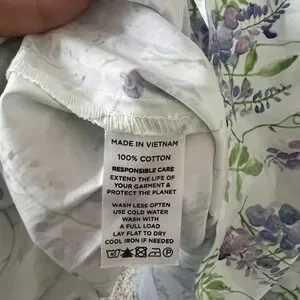 MADE IN VIETNAM
100% COTTON
RESPONSIBLE CARE
EXTEND THE LIFE OF
YOUR GARMENT &
PROTECT THE PLANET
WASH LESS OFTEN
USE COLD WATER
WASH WITH
A FULL LOAD
LAY FLAT TO DRY
COOL IRON IF NEEDED